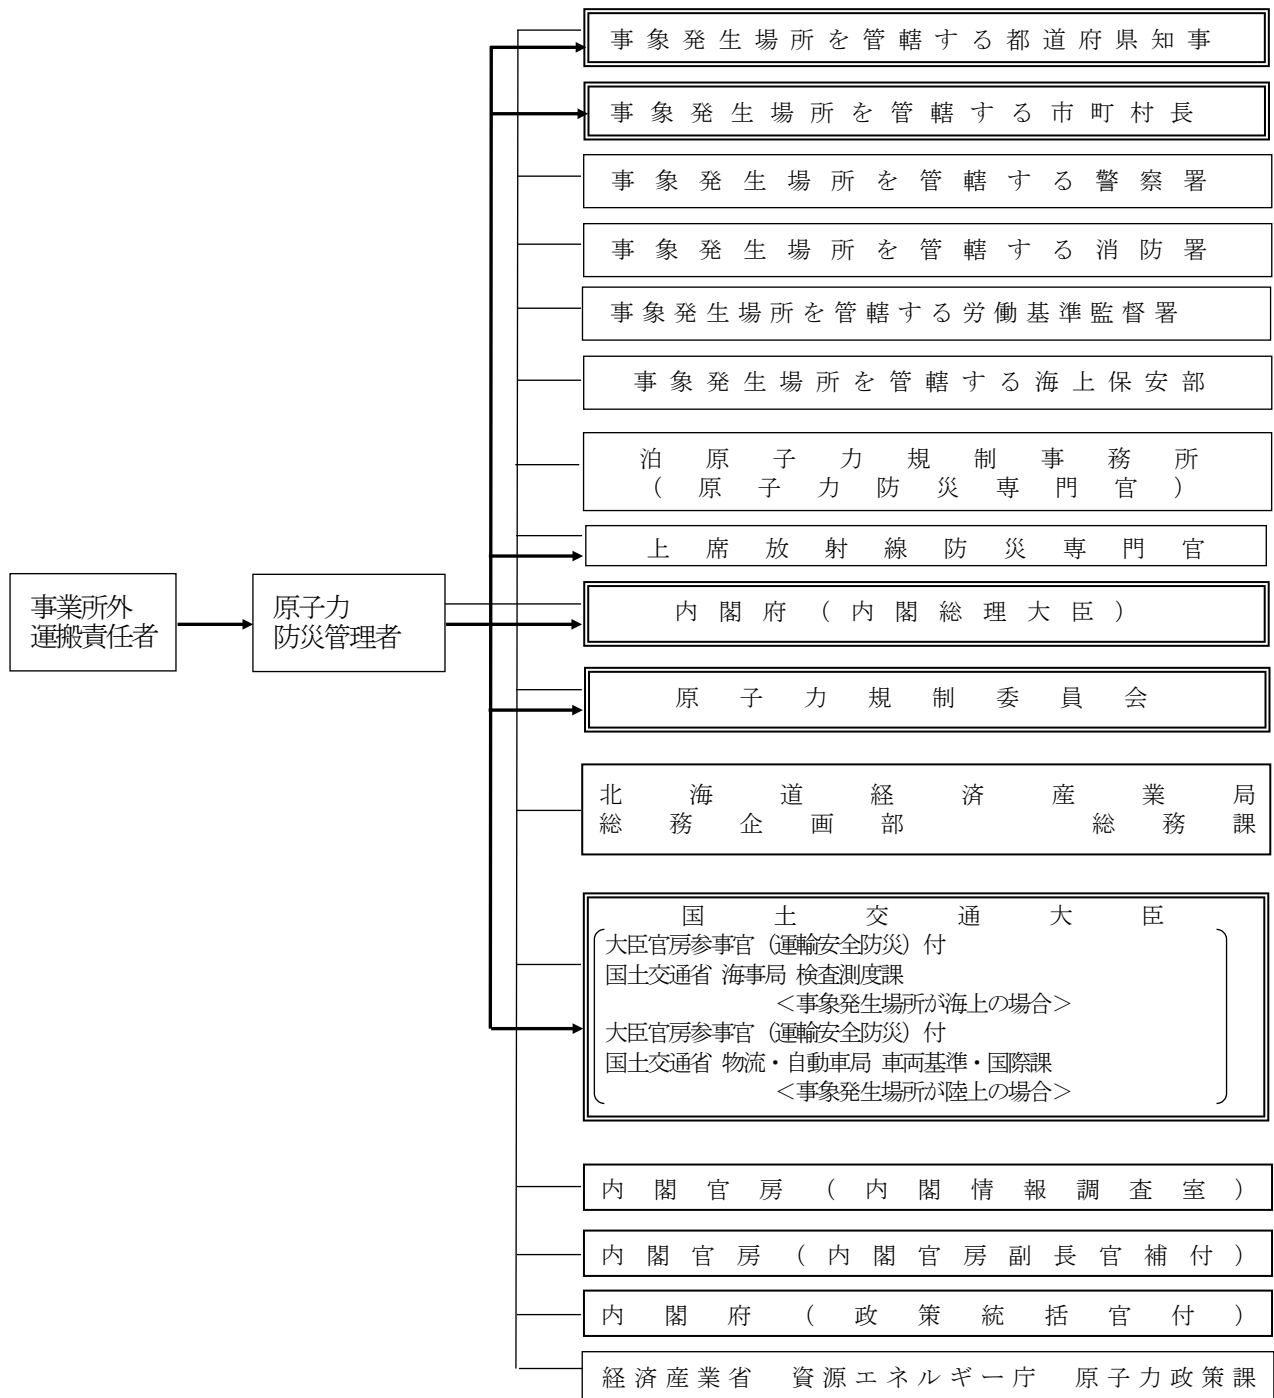 事象発生場所を管轄する都道府県知事
事象発生場所を管轄する市町村長
事象発生場所を管轄する警察署
事象発生場所を管轄する消防署
事象発生場所を管轄する労働基準監督署
事象発生場所を管轄する海上保安部
泊原子力規制事務所
（原子力防災専門官）
上席放射線防災専門官
事業所外
運搬責任者
原子力
防災管理者
内閣府（内閣総理大臣）
原子力規制委員会
北海道経済産業局
総務企画部　総務課
国土交通大臣
大臣官房参事官（運輸安全防災）付
国土交通省 海事局 検査測度課
＜事象発生場所が海上の場合＞
大臣官房参事官（運輸安全防災）付
国土交通省 物流・自動車局 車両基準・国際課
＜事象発生場所が陸上の場合＞
内閣官房（内閣情報調査室）
内閣官房（内閣官房副長官補付）
内閣府（政策統括官付）
経済産業省　資源エネルギー庁　原子力政策課